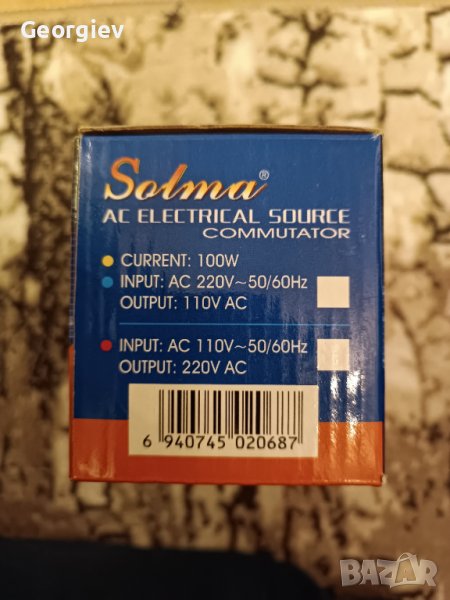 Georgiev
Solma®
AC ELECTRICAL SOURCE
COMMUTATOR
CURRENT: 100W
INPUT: AC 220V~50/60Hz
OUTPUT: 110V AC
INPUT: AC 110V~50/60Hz
OUTPUT: 220V AC
6 940745 020687
BAZAR